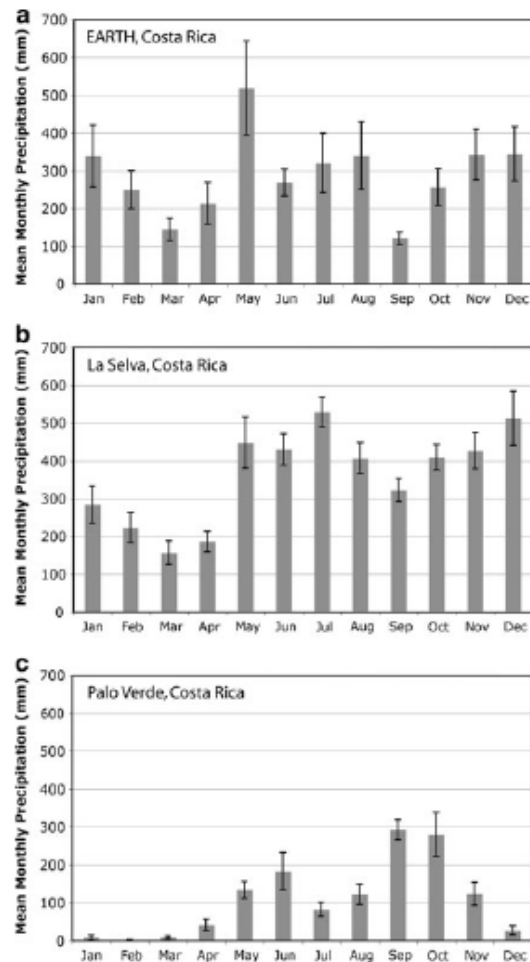 a
EARTH, Costa Rica
Mean Monthly Precipitation (mm)
700
600
500
400
300
200
100
0
Jan Feb Mar Apr May Jun Jul Aug Sep Oct Nov Dec
b
La Selva, Costa Rica
Mean Monthly Precipitation (mm)
700
600
500
400
300
200
100
0
Jan Feb Mar Apr May Jun Jul Aug Sep Oct Nov Dec
c
Palo Verde, Costa Rica
Mean Monthly Precipitation (mm)
700
600
500
400
300
200
100
0
Jan Feb Mar Apr May Jun Jul Aug Sep Oct Nov Dec